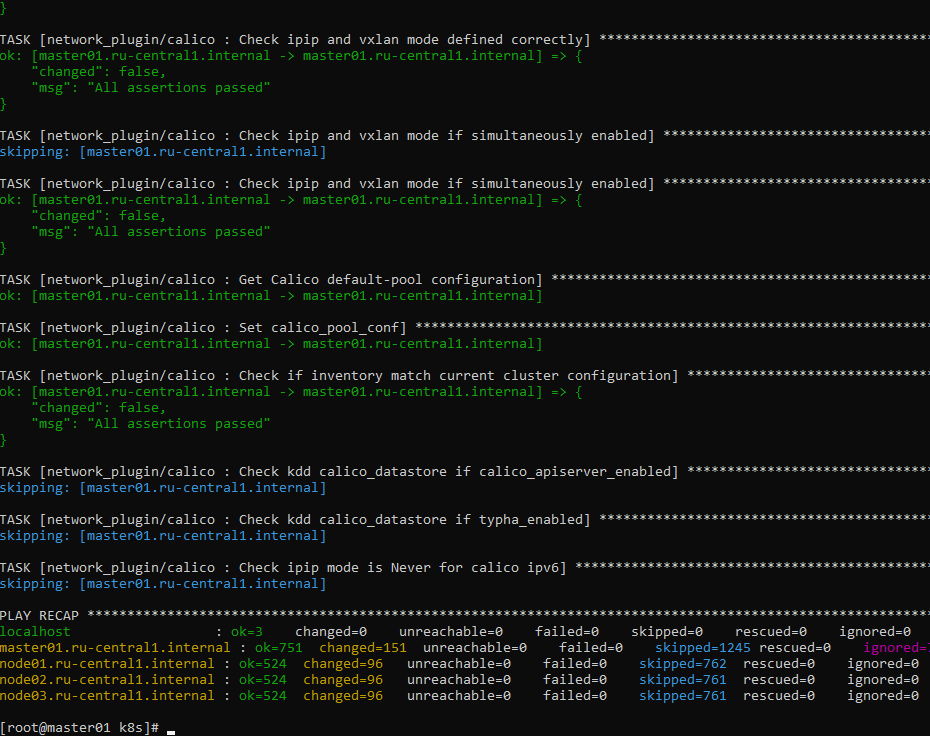 }

TASK [network_plugin/calico : Check ipip and vxlan mode defined correctly] ******************************************
ok: [master01.ru-central1.internal -> master01.ru-central1.internal] => {
    "changed": false,
    "msg": "All assertions passed"
}

TASK [network_plugin/calico : Check ipip and vxlan mode if simultaneously enabled] **********************************
skipping: [master01.ru-central1.internal]

TASK [network_plugin/calico : Check ipip and vxlan mode if simultaneously enabled] **********************************
ok: [master01.ru-central1.internal -> master01.ru-central1.internal] => {
    "changed": false,
    "msg": "All assertions passed"
}

TASK [network_plugin/calico : Get Calico default-pool configuration] ************************************************
ok: [master01.ru-central1.internal -> master01.ru-central1.internal]

TASK [network_plugin/calico : Set calico_pool_conf] *****************************************************************
ok: [master01.ru-central1.internal -> master01.ru-central1.internal]

TASK [network_plugin/calico : Check if inventory match current cluster configuration] *******************************
ok: [master01.ru-central1.internal -> master01.ru-central1.internal] => {
    "changed": false,
    "msg": "All assertions passed"
}

TASK [network_plugin/calico : Check kdd calico_datastore if calico_apiserver_enabled] *******************************
skipping: [master01.ru-central1.internal]

TASK [network_plugin/calico : Check kdd calico_datastore if typha_enabled] ******************************************
skipping: [master01.ru-central1.internal]

TASK [network_plugin/calico : Check ipip mode is Never for calico ipv6] *********************************************
skipping: [master01.ru-central1.internal]

PLAY RECAP **********************************************************************************************************
localhost                  : ok=3    changed=0    unreachable=0    failed=0    skipped=0    rescued=0    ignored=0
master01.ru-central1.internal : ok=751  changed=151  unreachable=0    failed=0    skipped=1245 rescued=0    ignored=
node01.ru-central1.internal : ok=524  changed=96   unreachable=0    failed=0    skipped=762  rescued=0    ignored=0
node02.ru-central1.internal : ok=524  changed=96   unreachable=0    failed=0    skipped=761  rescued=0    ignored=0
node03.ru-central1.internal : ok=524  changed=96   unreachable=0    failed=0    skipped=761  rescued=0    ignored=0

[root@master01 k8s]#